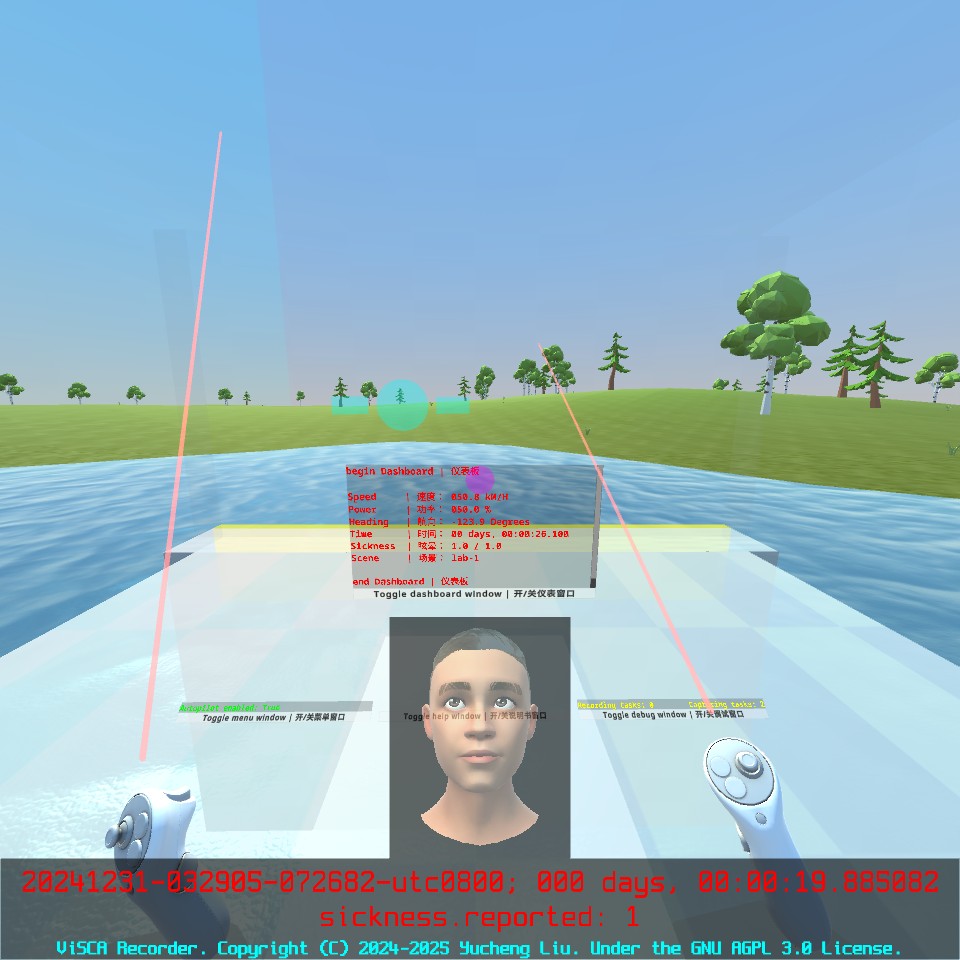 begin Dashboard | 仪表板
Speed | 速度： 050.0 kM/H
Power | 功率： 050.0 %
Heading | 航向： -123.9 Degrees
Time | 时间： 00 days, 00:00:26.100
Sickness | 眩晕： 1.0 / 1.0
Scene | 场景： lab-1
end Dashboard | 仪表板
Toggle dashboard window | 开/关仪表窗口
Autopilot enabled: True
Toggle menu window | 开/关菜单窗口
Toggle help window | 开/关说明书窗口
Recording tasks: 0 Capturing tasks: 2
Toggle debug window | 开/关调试窗口
20241231-032905-072682-utc0800; 000 days, 00:00:19.885082
sickness.reported: 1
ViSCA Recorder. Copyright (C) 2024-2025 Yucheng Liu. Under the GNU AGPL 3.0 License.